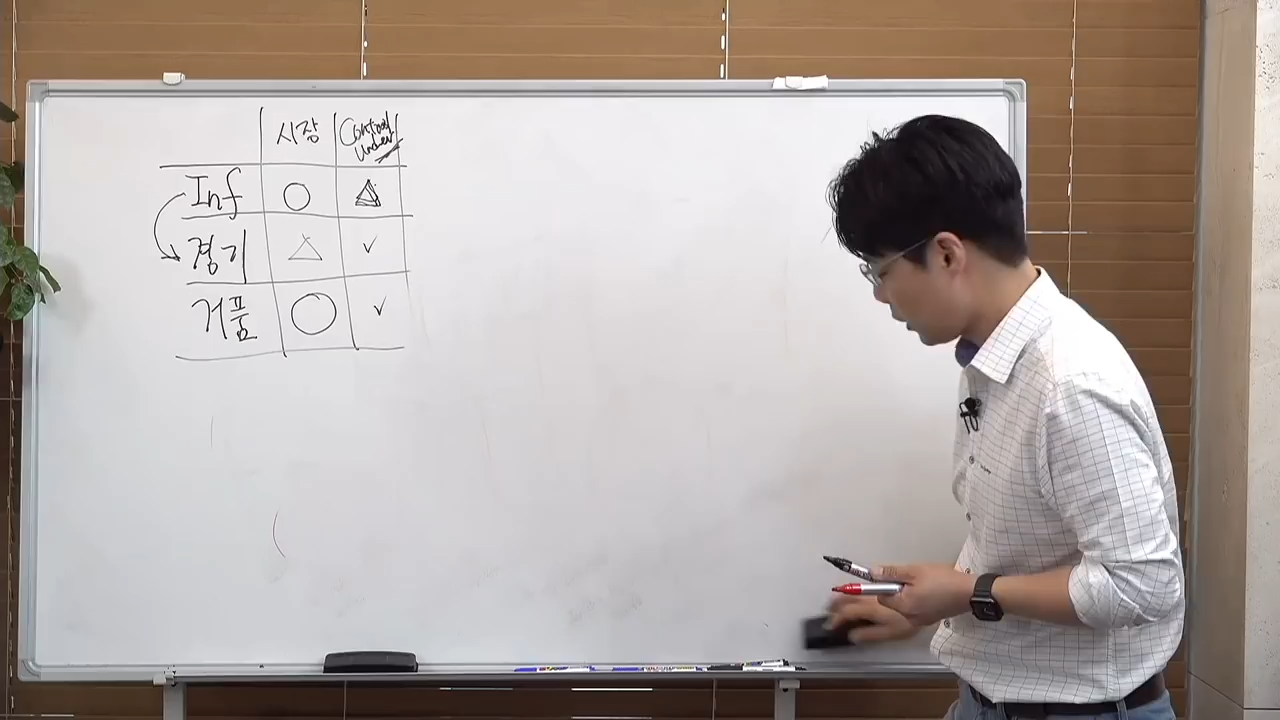 시장 Control
Under
Inf ○ △
경기 △ ✓
거품 ○ ✓